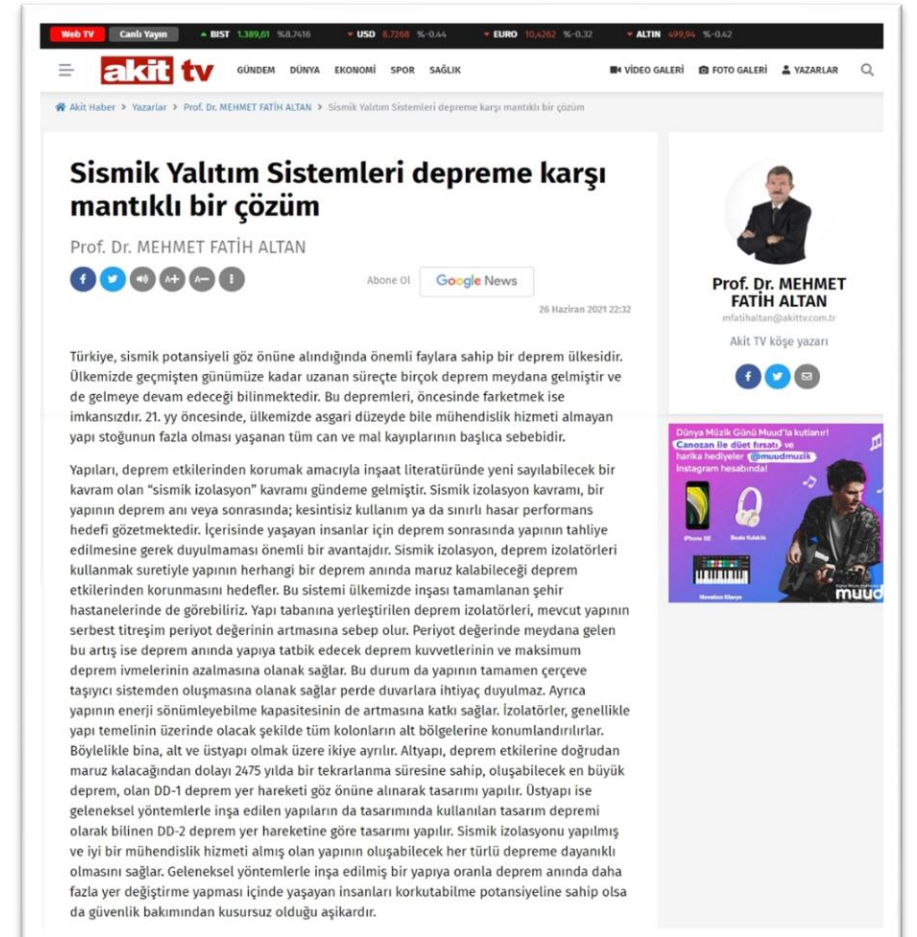 Web TV Canlı Yayın BIST 1.389,61 %8.7416 USD 8.7268 %-0.44 EURO 10,4262 %-0.32 ALTIN 499,94 %-0.42
akit tv GÜNDEM DÜNYA EKONOMİ SPOR SAĞLIK VİDEO GALERİ FOTO GALERİ YAZARLAR
Akit Haber > Yazarlar > Prof. Dr. MEHMET FATİH ALTAN > Sismik Yalıtım Sistemleri depreme karşı mantıklı bir çözüm
Sismik Yalıtım Sistemleri depreme karşı
mantıklı bir çözüm
Prof. Dr. MEHMET FATİH ALTAN
A+ A-
Abone Ol Google News
26 Haziran 2021 22:32
Türkiye, sismik potansiyeli göz önüne alındığında önemli faylara sahip bir deprem ülkesidir.
Ülkemizde geçmişten günümüze kadar uzanan süreçte birçok deprem meydana gelmiştir ve
de gelmeye devam edeceği bilinmektedir. Bu depremleri, öncesinde farketmek ise
imkansızdır. 21. yy öncesinde, ülkemizde asgari düzeyde bile mühendislik hizmeti almayan
yapı stoğunun fazla olması yaşanan tüm can ve mal kayıplarının başlıca sebebidir.
Yapıları, deprem etkilerinden korumak amacıyla inşaat literatüründe yeni sayılabilecek bir
kavram olan “sismik izolasyon” kavramı gündeme gelmiştir. Sismik izolasyon kavramı, bir
yapının deprem anı veya sonrasında; kesintisiz kullanım ya da sınırlı hasar performans
hedefi gözetmektedir. İçerisinde yaşayan insanlar için deprem sonrasında yapının tahliye
edilmesine gerek duyulmaması önemli bir avantajdır. Sismik izolasyon, deprem izolatörleri
kullanmak suretiyle yapının herhangi bir deprem anında maruz kalabileceği deprem
etkilerinden korunmasını hedefler. Bu sistemi ülkemizde inşası tamamlanan şehir
hastanelerinde de görebiliriz. Yapı tabanına yerleştirilen deprem izolatörleri, mevcut yapının
serbest titreşim periyot değerinin artmasına sebep olur. Periyot değerinde meydana gelen
bu artış ise deprem anında yapıya tatbik edecek deprem kuvvetlerinin ve maksimum
deprem ivmelerinin azalmasına olanak sağlar. Bu durum da yapının tamamen çerçeve
taşıyıcı sistemden oluşmasına olanak sağlar perde duvarlara ihtiyaç duyulmaz. Ayrıca
yapının enerji sönümleyebilme kapasitesinin de artmasına katkı sağlar. İzolatörler, genellikle
yapı temelinin üzerinde olacak şekilde tüm kolonların alt bölgelerine konumlandırılırlar.
Böylelikle bina, alt ve üstyapı olmak üzere ikiye ayrılır. Altyapı, deprem etkilerine doğrudan
maruz kalacağından dolayı 2475 yılda bir tekrarlanma süresine sahip, oluşabilecek en büyük
deprem, olan DD-1 deprem yer hareketi göz önüne alınarak tasarımı yapılır. Üstyapı ise
geleneksel yöntemlerle inşa edilen yapıların da tasarımında kullanılan tasarım depremi
olarak bilinen DD-2 deprem yer hareketine göre tasarımı yapılır. Sismik izolasyonu yapılmış
ve iyi bir mühendislik hizmeti almış olan yapının oluşabilecek her türlü depreme dayanıklı
olmasını sağlar. Geleneksel yöntemlerle inşa edilmiş bir yapıya oranla deprem anında daha
fazla yer değiştirme yapması içinde yaşayan insanları korkutabilme potansiyeline sahip olsa
da güvenlik bakımından kusursuz olduğu aşikardır.
Prof. Dr. MEHMET
FATİH ALTAN
mfatihaltan@akittv.com.tr
Akit TV köşe yazarı
Dünya Müzik Günü Muud'la kutlanır!
Canozan ile düet fırsatı ve
harika hediyeler @muudmuzik
Instagram hesabında!
iPhone SE Beats Kulaklık
Novation Klavye
muud